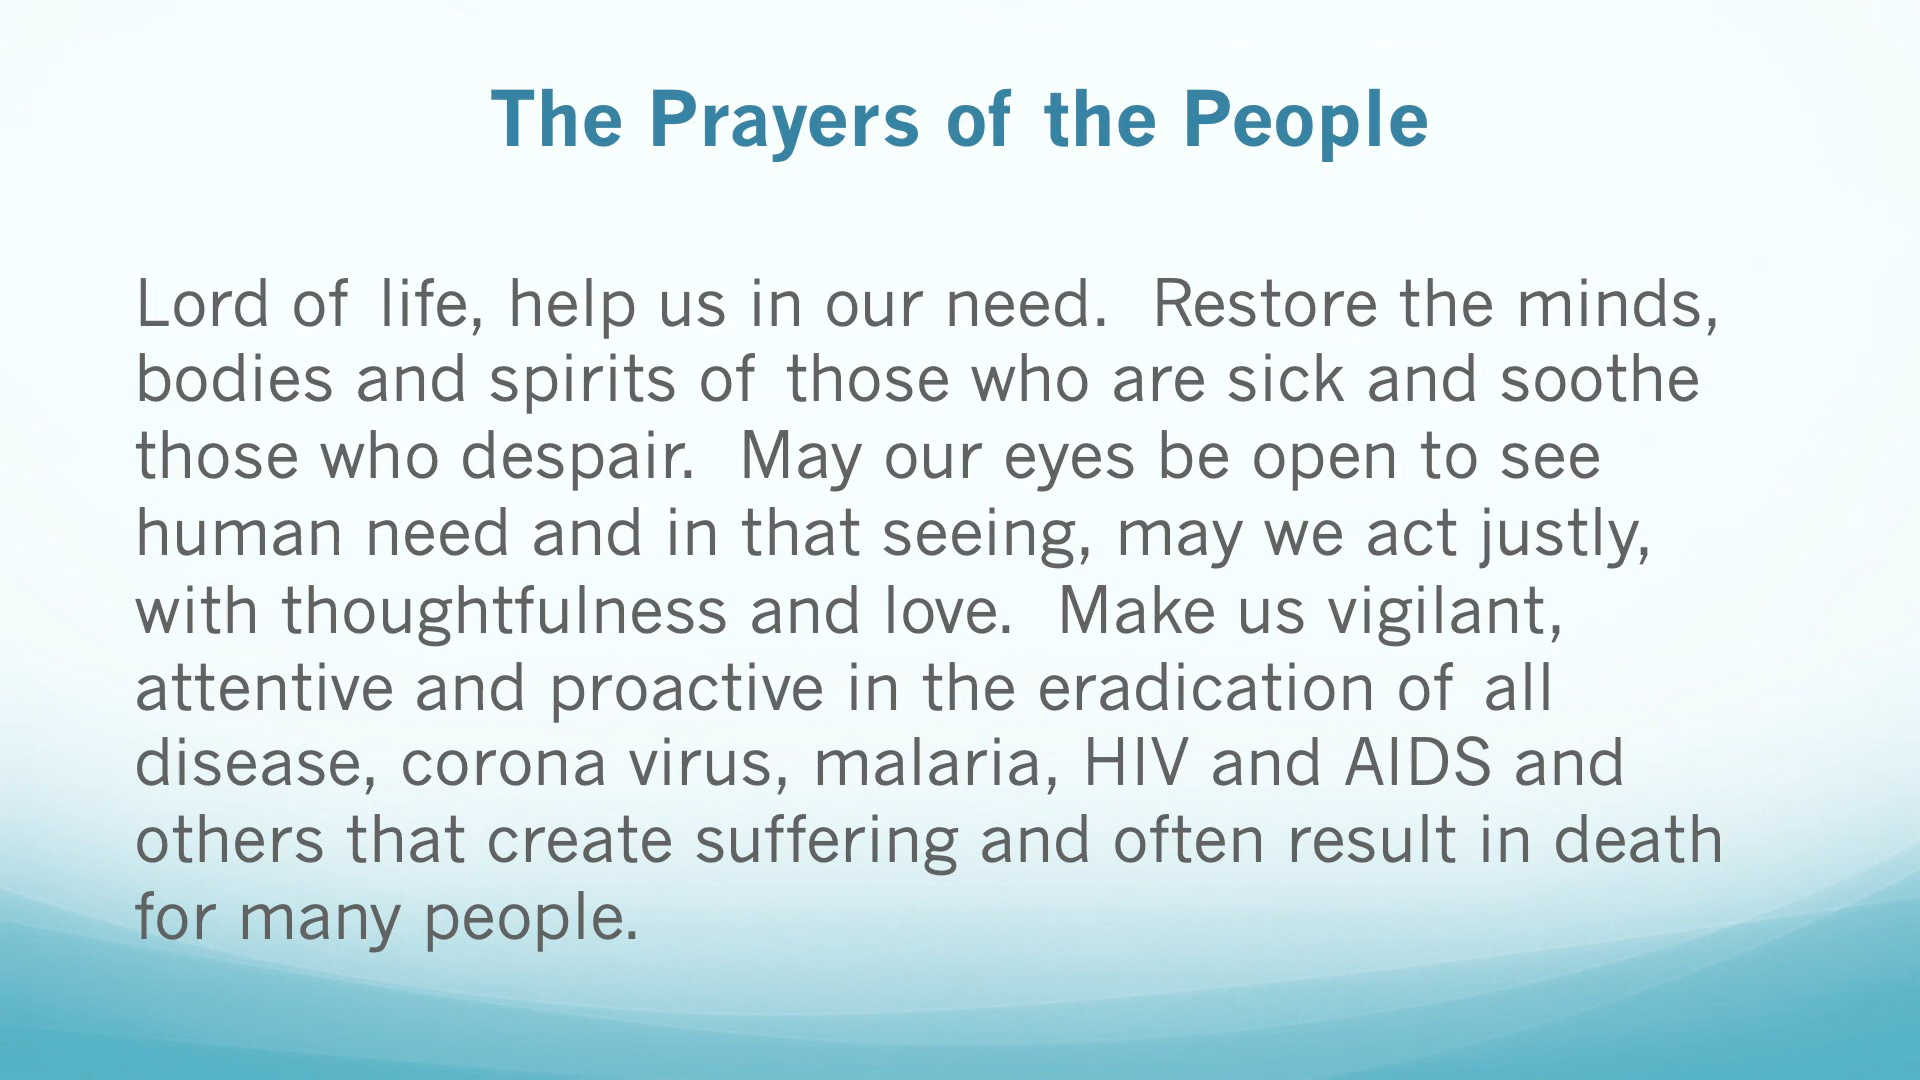 The Prayers of the People
Lord of life, help us in our need.  Restore the minds,
bodies and spirits of those who are sick and soothe
those who despair.  May our eyes be open to see
human need and in that seeing, may we act justly,
with thoughtfulness and love.  Make us vigilant,
attentive and proactive in the eradication of all
disease, corona virus, malaria, HIV and AIDS and
others that create suffering and often result in death
for many people.